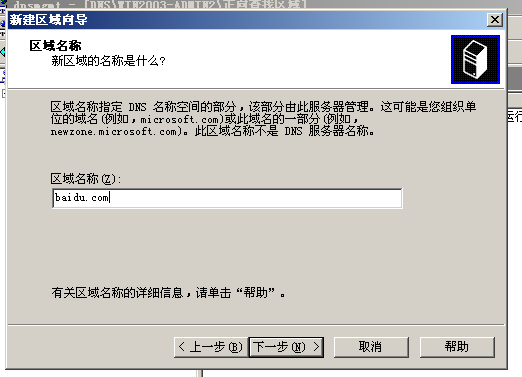 dnsmgmt - [DNS\WIN2003-ADMIN2\正向查找区域]
新建区域向导
区域名称
新区域的名称是什么?
区域名称指定 DNS 名称空间的部分，该部分由此服务器管理。这可能是您组织单
位的域名(例如，microsoft.com)或此域名的一部分(例如，
newzone.microsoft.com)。此区域名称不是 DNS 服务器名称。
区域名称(Z):
baidu.com
有关区域名称的详细信息，请单击“帮助”。
< 上一步(B) 下一步(N) > 取消 帮助
运行